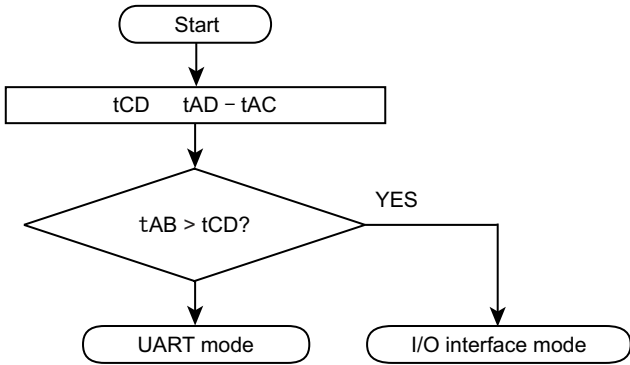 Start
tCD tAD − tAC
tAB > tCD?
YES
UART mode
I/O interface mode